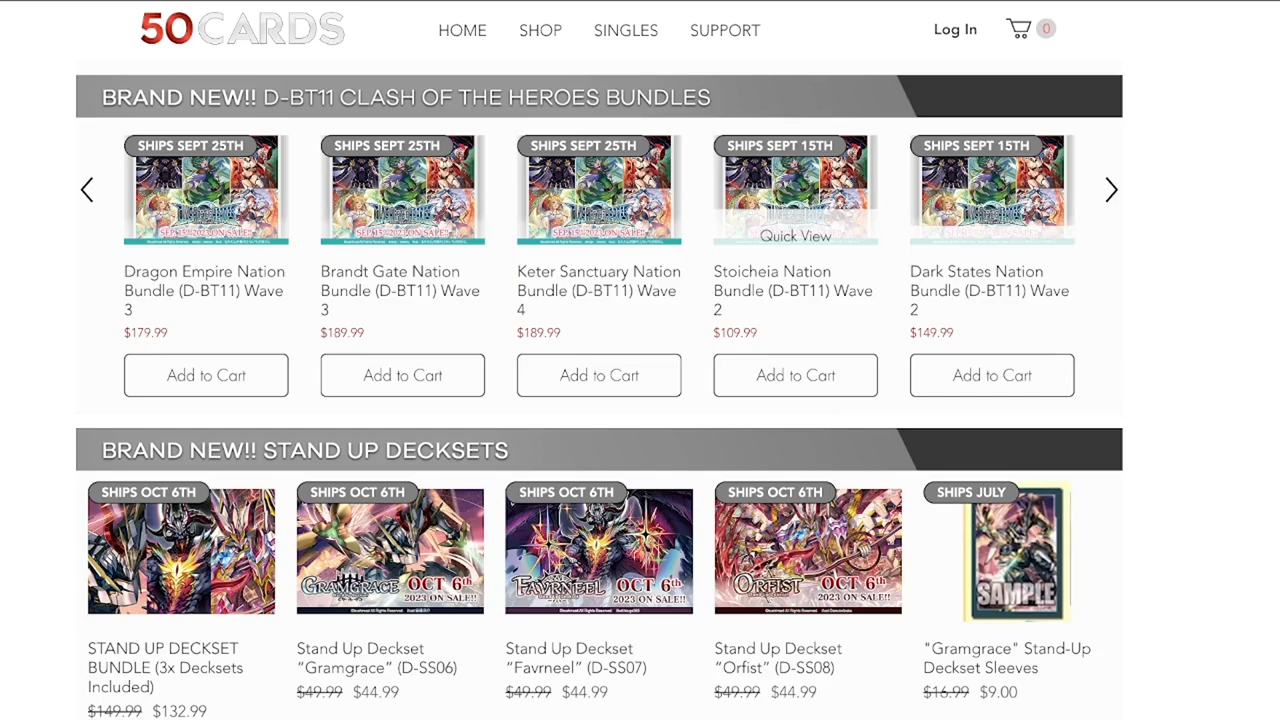 50CARDS
HOME SHOP SINGLES SUPPORT
Log In 0
BRAND NEW!! D-BT11 CLASH OF THE HEROES BUNDLES
SHIPS SEPT 25TH SHIPS SEPT 25TH SHIPS SEPT 25TH SHIPS SEPT 15TH SHIPS SEPT 15TH
Quick View
Dragon Empire Nation
Bundle (D-BT11) Wave
3
$179.99
Add to Cart
Brandt Gate Nation
Bundle (D-BT11) Wave
3
$189.99
Add to Cart
Keter Sanctuary Nation
Bundle (D-BT11) Wave
4
$189.99
Add to Cart
Stoicheia Nation
Bundle (D-BT11) Wave
2
$109.99
Add to Cart
Dark States Nation
Bundle (D-BT11) Wave
2
$149.99
Add to Cart
BRAND NEW!! STAND UP DECKSETS
SHIPS OCT 6TH
STAND UP DECKSET
BUNDLE (3x Decksets
Included)
$149.99 $132.99
SHIPS OCT 6TH
GRAMGRACE
OCT 6th
2023 ON SALE!!
Stand Up Deckset
“Gramgrace” (D-SS06)
$49.99 $44.99
SHIPS OCT 6TH
FAVRNEEL
OCT 6th
2023 ON SALE!!
Stand Up Deckset
“Favrneel” (D-SS07)
$49.99 $44.99
SHIPS OCT 6TH
ORFIST
OCT 6th
2023 ON SALE!!
Stand Up Deckset
“Orfist” (D-SS08)
$49.99 $44.99
SHIPS JULY
SAMPLE
"Gramgrace" Stand-Up
Deckset Sleeves
$16.99 $9.00